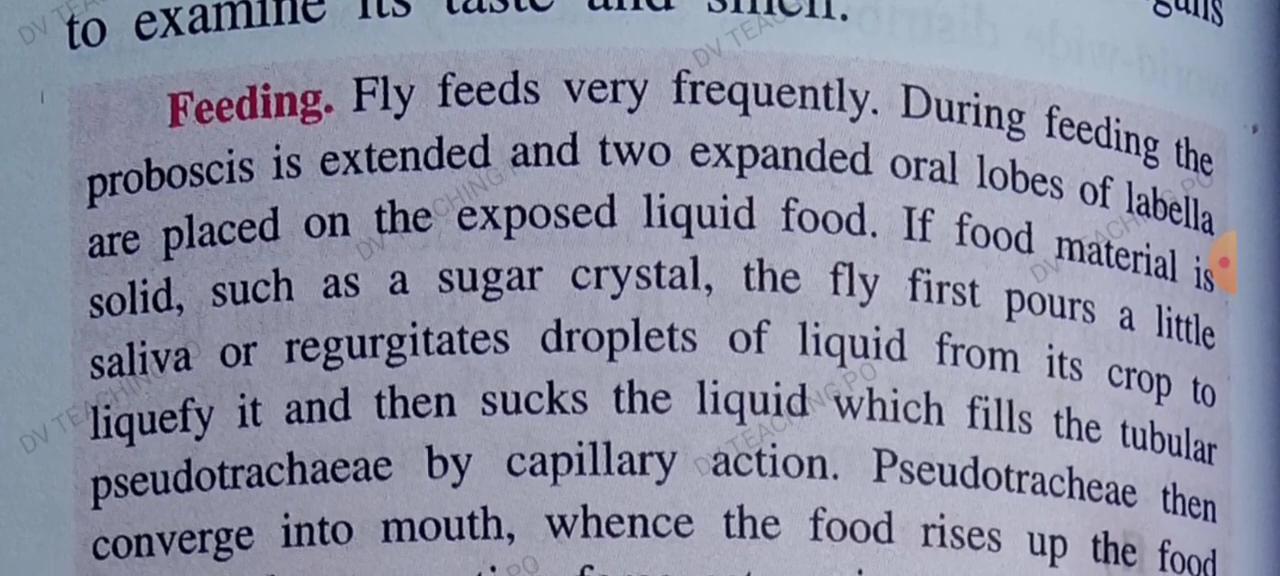 to examine its taste and smell.
Feeding. Fly feeds very frequently. During feeding the
proboscis is extended and two expanded oral lobes of labella
are placed on the exposed liquid food. If food material is
solid, such as a sugar crystal, the fly first pours a little
saliva or regurgitates droplets of liquid from its crop to
liquefy it and then sucks the liquid which fills the tubular
pseudotrachaeae by capillary action. Pseudotracheae then
converge into mouth, whence the food rises up the food